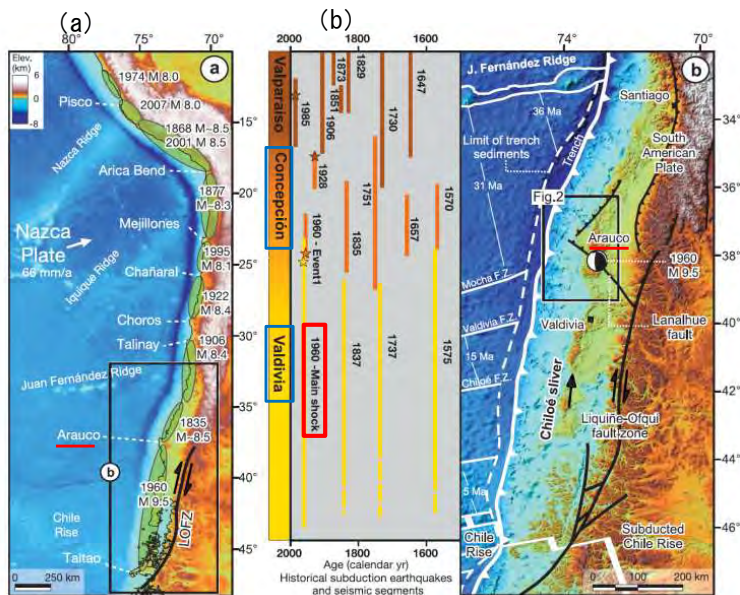 (a)
80°
75°
70°
Elev.
(km)
6
0
-8
a
1974 M 8.0
Pisco
2007 M 8.0
15°
Nazca Ridge
1868 M~8.5
2001 M 8.5
Arica Bend
1877
M~8.3
20°
Mejillones
Nazca
Plate
66 mm/a
Iquique Ridge
1995
M 8.1
25°
Chañaral
1922
M 8.4
Choros
30°
Talinay
1906
M 8.4
Juan Fernández Ridge
1835
M~8.5
35°
Arauco
b
1960
M 9.5
40°
Chile
Rise
LOFZ
45°
Taitao
0 250 km
(b)
2000
1800
1600
Valparaiso
Concepción
Valdivia
1985
1906
1851
1873
1829
1730
1647
1928
1751
1657
1570
1960 - Event1
1835
1960 -Main shock
1837
1737
1575
2000
2000
1800
1600
Age (calendar yr)
Historical subduction earthquakes
and seismic segments
74°
70°
b
J. Fernández Ridge
Santiago
36 Ma
34°
Limit of trench
sediments
Trench
South
American
Plate
31 Ma
Fig.2
36°
Arauco
1960
M 9.5
38°
Mocha F.Z.
Valdivia
Lanalhue
fault
40°
Valdivia F.Z.
15 Ma
Chiloé F.Z.
Chiloé sliver
42°
Liquiñe-Ofqui
fault zone
44°
5 Ma
Chile
Rise
Subducted
Chile Rise
46°
0 100 200 km